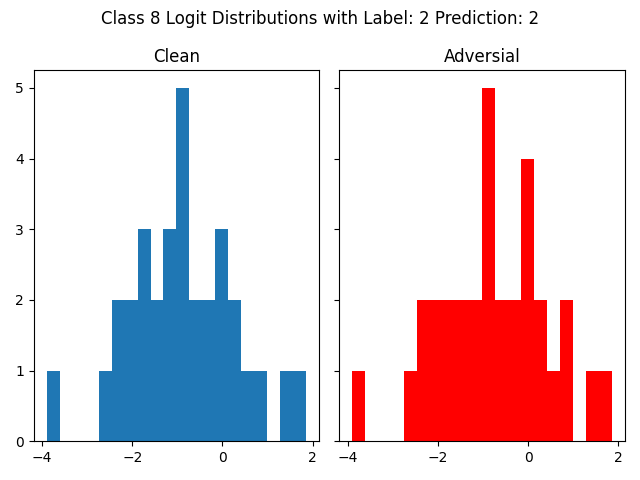 Class 8 Logit Distributions with Label: 2 Prediction: 2
Clean
Adversial
5
4
3
2
1
0
−4 −2 0 2
−4 −2 0 2